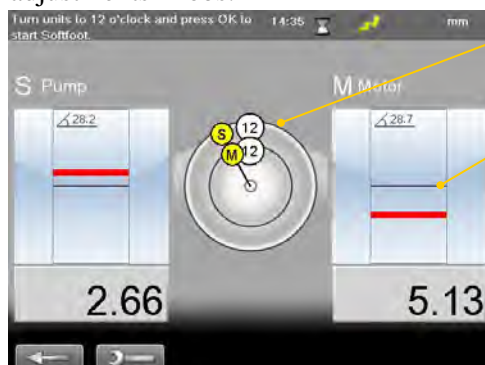 Turn units to 12 o'clock and press OK to
start Softfoot.
14:35
mm
S Pump
M Motor
28.2
28.7
S 12
M 12
2.66
5.13